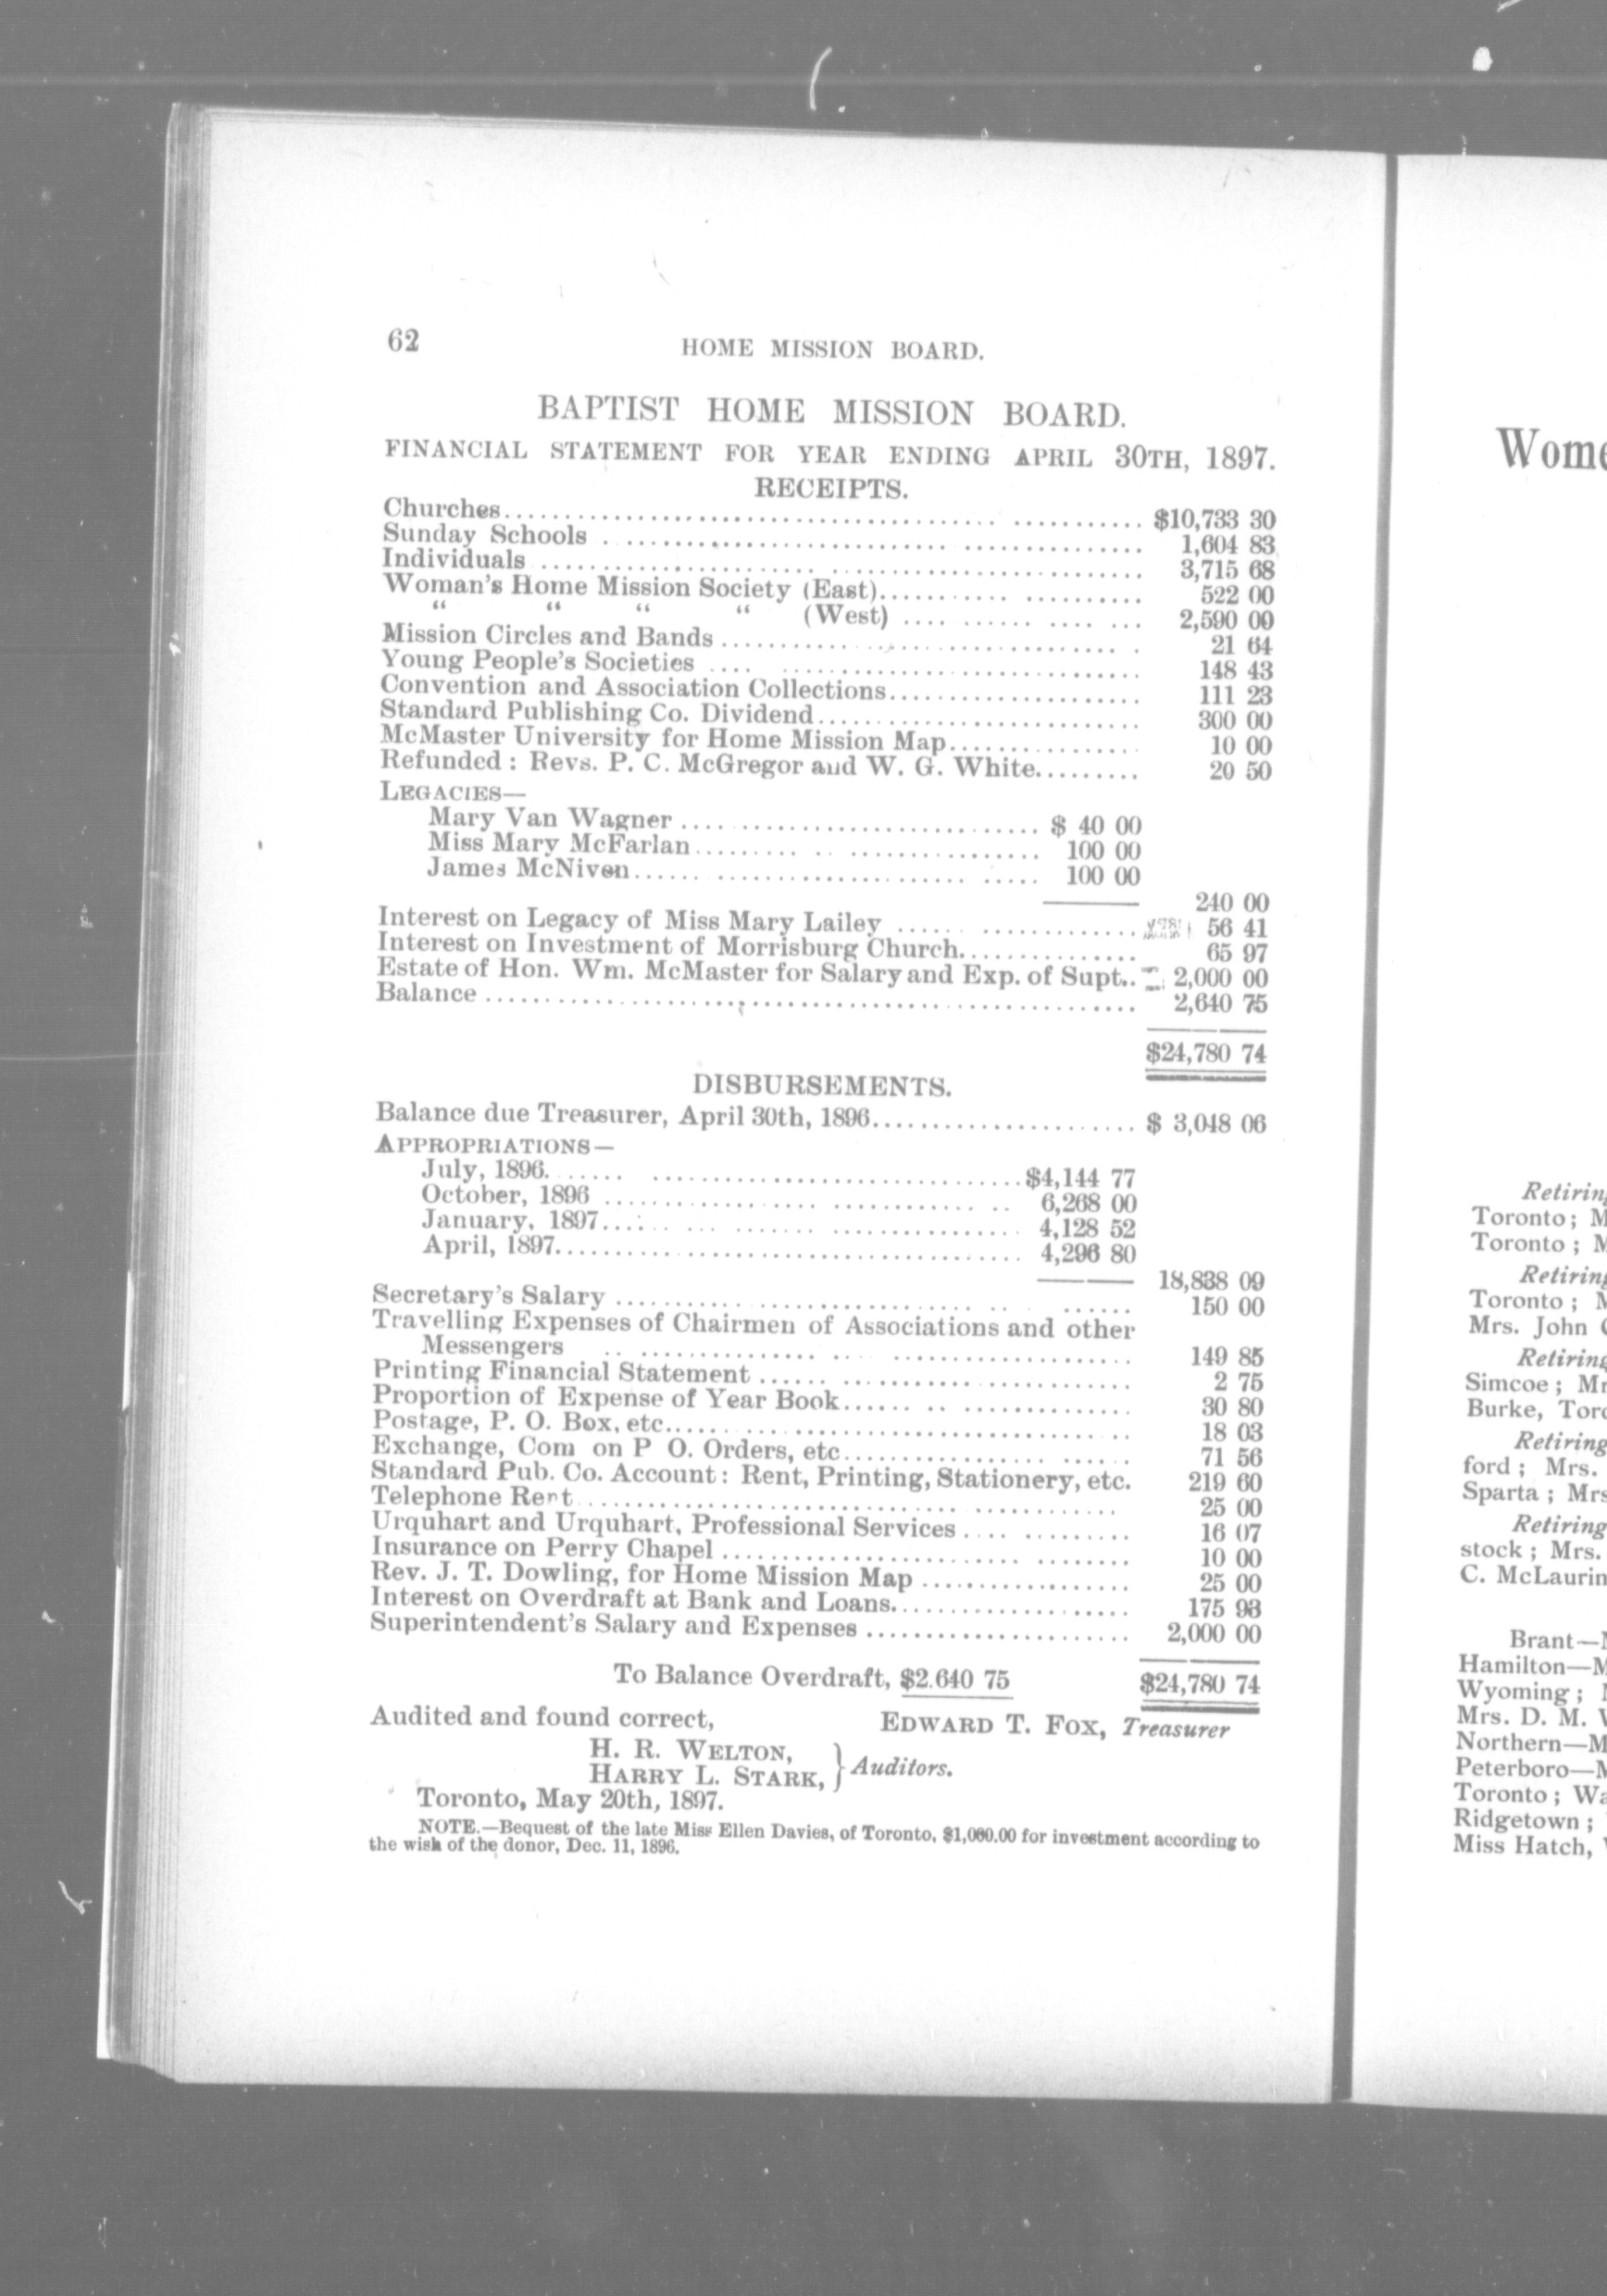 62 HOME MISSION BOARD.
BAPTIST HOME MISSION BOARD.
FINANCIAL STATEMENT FOR YEAR ENDING APRIL 30TH, 1897.
RECEIPTS.
Churches........................................ $10,733 30
Sunday Schools ........................................ 1,604 83
Individuals ........................................ 3,715 68
Woman's Home Mission Society (East).................... 522 00
“ “ “ “ (West) .................... 2,590 00
Mission Circles and Bands .............................. 21 64
Young People's Societies .............................. 148 43
Convention and Association Collections.................... 111 23
Standard Publishing Co. Dividend.......................... 300 00
McMaster University for Home Mission Map................ 10 00
Refunded : Revs. P. C. McGregor and W. G. White......... 20 50
LEGACIES—
Mary Van Wagner .............................. $ 40 00
Miss Mary McFarlan.............................. 100 00
James McNiven.............................. 100 00
240 00
Interest on Legacy of Miss Mary Lailey .................... 56 41
Interest on Investment of Morrisburg Church............... 65 97
Estate of Hon. Wm. McMaster for Salary and Exp. of Supt.. 2,000 00
Balance ........................................ 2,640 75
$24,780 74
DISBURSEMENTS.
Balance due Treasurer, April 30th, 1896...................... $ 3,048 06
APPROPRIATIONS—
July, 1896.............................. $4,144 77
October, 1896 .............................. 6,268 00
January, 1897.............................. 4,128 52
April, 1897.............................. 4,296 80
18,838 09
Secretary's Salary .............................. 150 00
Travelling Expenses of Chairmen of Associations and other
Messengers .............................. 149 85
Printing Financial Statement .............................. 2 75
Proportion of Expense of Year Book...................... 30 80
Postage, P. O. Box, etc.............................. 18 03
Exchange, Com on P O. Orders, etc...................... 71 56
Standard Pub. Co. Account : Rent, Printing, Stationery, etc. 219 60
Telephone Rent .............................. 25 00
Urquhart and Urquhart, Professional Services ............. 16 07
Insurance on Perry Chapel .............................. 10 00
Rev. J. T. Dowling, for Home Mission Map .................. 25 00
Interest on Overdraft at Bank and Loans.................... 175 93
Superintendent's Salary and Expenses ...................... 2,000 00
To Balance Overdraft, $2.640 75 $24,780 74
Audited and found correct, EDWARD T. FOX, Treasurer
H. R. WELTON,
HARRY L. STARK, } Auditors.
Toronto, May 20th, 1897.
NOTE.—Bequest of the late Miss Ellen Davies, of Toronto, $1,000.00 for investment according to
the wish of the donor, Dec. 11, 1896.
Retiring
Toronto ; M
Toronto ; M
Retiring
Toronto ;
Mrs. John
Retiring
Simcoe ; Mr
Burke, Toro
Retiring
ford ; Mrs.
Sparta ; Mrs
Retiring
stock ; Mrs.
C. McLaurin
Brant—
Hamilton—M
Wyoming ;
Mrs. D. M.
Northern—M
Peterboro—M
Toronto ; Wa
Ridgetown ;
Miss Hatch,